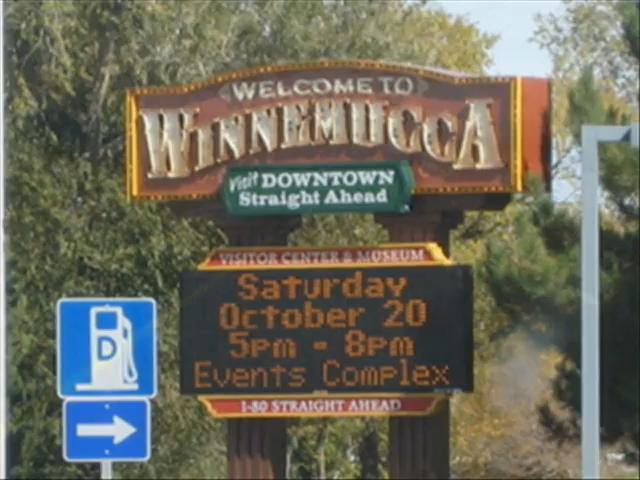 WELCOME TO
WINNEMUCCA
Visit DOWNTOWN
Straight Ahead
VISITOR CENTER & MUSEUM
Saturday
October 20
5PM - 8PM
Events Complex
I-80 STRAIGHT AHEAD
D